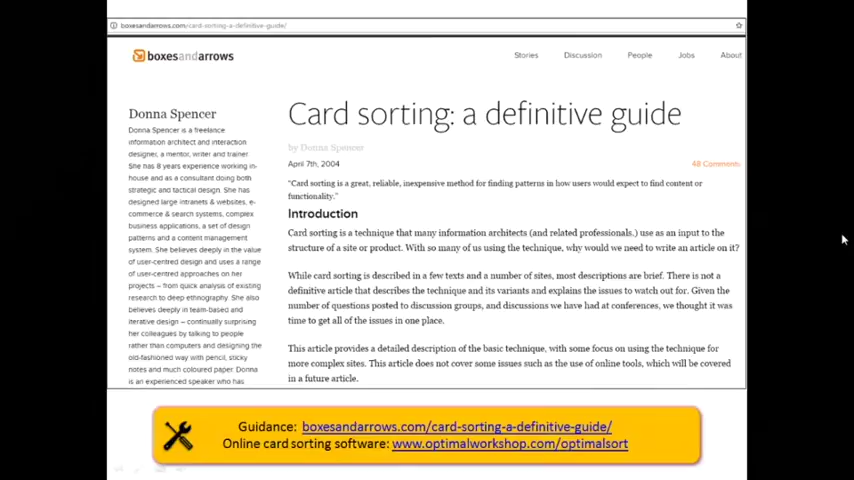 boxesandarrows.com/card-sorting-a-definitive-guide/
boxesandarrows
Stories Discussion People Jobs About
Donna Spencer
Donna Spencer is a freelance
information architect and interaction
designer, a mentor, writer and trainer.
She has 8 years experience working in-
house and as a consultant doing both
strategic and tactical design. She has
designed large intranets & websites, e-
commerce & search systems, complex
business applications, a set of design
patterns and a content management
system. She believes deeply in the value
of user-centred design and uses a range
of user-centred approaches on her
projects – from quick analysis of existing
research to deep ethnography. She also
believes deeply in team-based and
iterative design – continually surprising
her colleagues by talking to people
rather than computers and designing the
old-fashioned way with pencil, sticky
notes and much coloured paper. Donna
is an experienced speaker who has
Card sorting: a definitive guide
by Donna Spencer
April 7th, 2004
48 Comments
"Card sorting is a great, reliable, inexpensive method for finding patterns in how users would expect to find content or
functionality."
Introduction
Card sorting is a technique that many information architects (and related professionals.) use as an input to the
structure of a site or product. With so many of us using the technique, why would we need to write an article on it?
While card sorting is described in a few texts and a number of sites, most descriptions are brief. There is not a
definitive article that describes the technique and its variants and explains the issues to watch out for. Given the
number of questions posted to discussion groups, and discussions we have had at conferences, we thought it was
time to get all of the issues in one place.
This article provides a detailed description of the basic technique, with some focus on using the technique for
more complex sites. This article does not cover some issues such as the use of online tools, which will be covered
in a future article.
Guidance: boxesandarrows.com/card-sorting-a-definitive-guide/
Online card sorting software: www.optimalworkshop.com/optimalsort